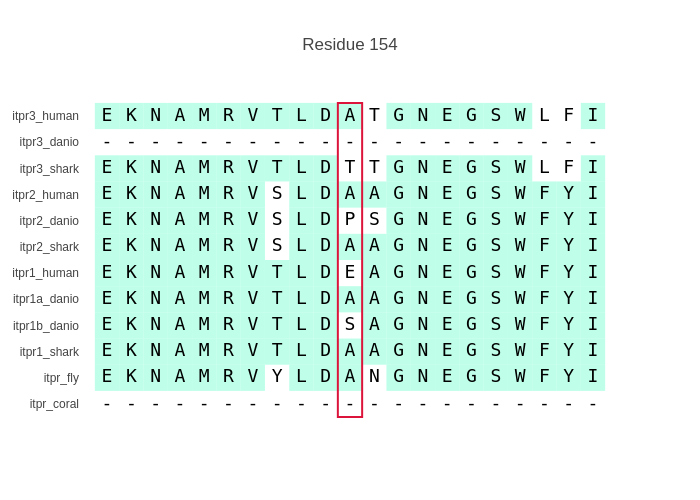 Residue 154
itpr3_human E K N A M R V T L D A T G N E G S W L F I
itpr3_danio - - - - - - - - - - - - - - - - - - - - -
itpr3_shark E K N A M R V T L D T T G N E G S W L F I
itpr2_human E K N A M R V S L D A A G N E G S W F Y I
itpr2_danio E K N A M R V S L D P S G N E G S W F Y I
itpr2_shark E K N A M R V S L D A A G N E G S W F Y I
itpr1_human E K N A M R V T L D E A G N E G S W F Y I
itpr1a_danio E K N A M R V T L D A A G N E G S W F Y I
itpr1b_danio E K N A M R V T L D S A G N E G S W F Y I
itpr1_shark E K N A M R V T L D A A G N E G S W F Y I
itpr_fly E K N A M R V Y L D A N G N E G S W F Y I
itpr_coral - - - - - - - - - - - - - - - - - - - - -